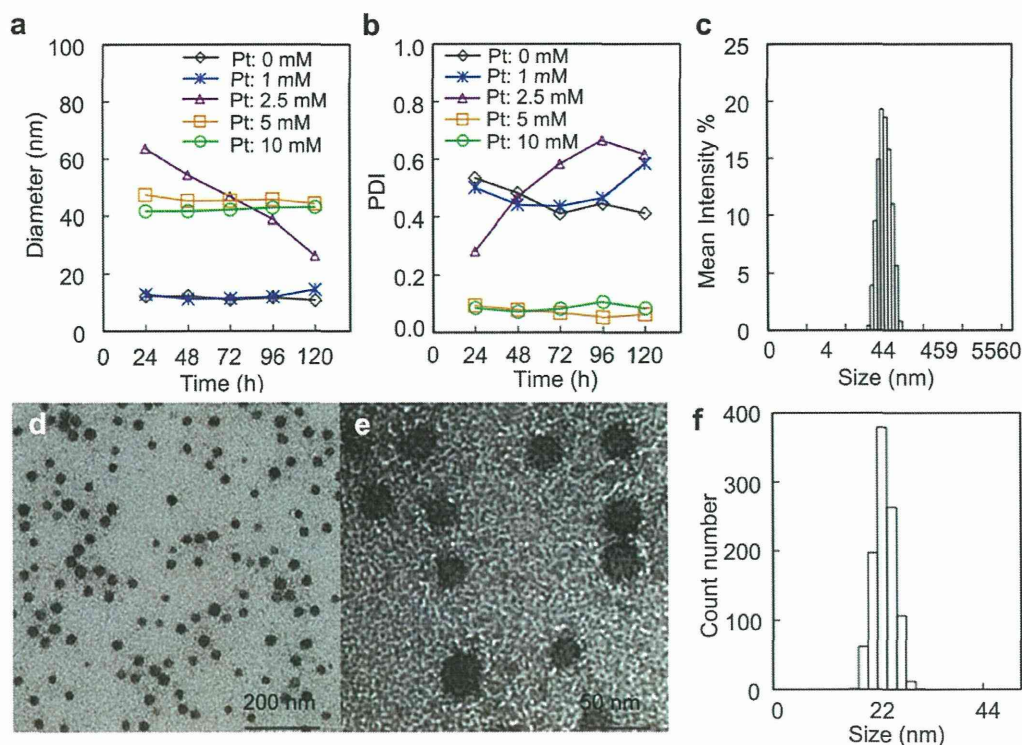 a
b
c
100
80
60
40
20
0
Diameter (nm)
24 48 72 96 120
Time (h)
Pt: 0 mM
Pt: 1 mM
Pt: 2.5 mM
Pt: 5 mM
Pt: 10 mM
1.0
0.8
0.6
0.4
0.2
0.0
PDI
24 48 72 96 120
Time (h)
Pt: 0 mM
Pt: 1 mM
Pt: 2.5 mM
Pt: 5 mM
Pt: 10 mM
25
20
15
10
5
0
Mean Intensity %
0 4 44 459 5560
Size (nm)
d
200 nm
e
50 nm
f
400
300
200
100
0
Count number
0 22 44
Size (nm)